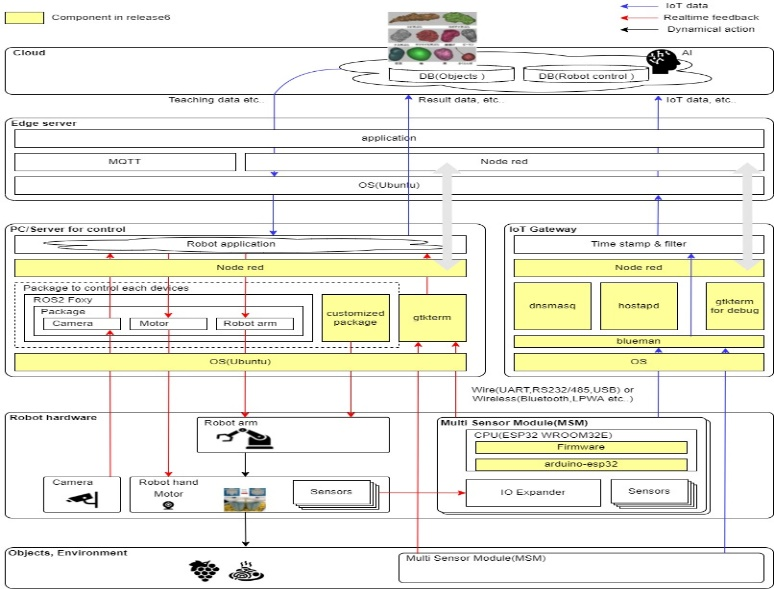 Component in release6
IoT data
Realtime feedback
Dynamical action
Cloud
AI
DB(Objects )
DB(Robot control )
Teaching data etc..
Result data, etc..
IoT data, etc..
Edge server
application
MQTT
Node red
OS(Ubuntu)
PC/Server for control
Robot application
Node red
Package to control each devices
ROS2 Foxy
Package
Camera
Motor
Robot arm
customized
package
gtkterm
OS(Ubuntu)
IoT Gateway
Time stamp & filter
Node red
dnsmasq
hostapd
gtkterm
for debug
blueman
OS
Wire(UART,RS232/485,USB) or
Wireless(Bluetooth,LPWA etc..)
Robot hardware
Robot arm
Camera
Robot hand
Motor
Sensors
Multi Sensor Module(MSM)
CPU(ESP32 WROOM32E)
Firmware
arduino-esp32
IO Expander
Sensors
Objects, Environment
Multi Sensor Module(MSM)